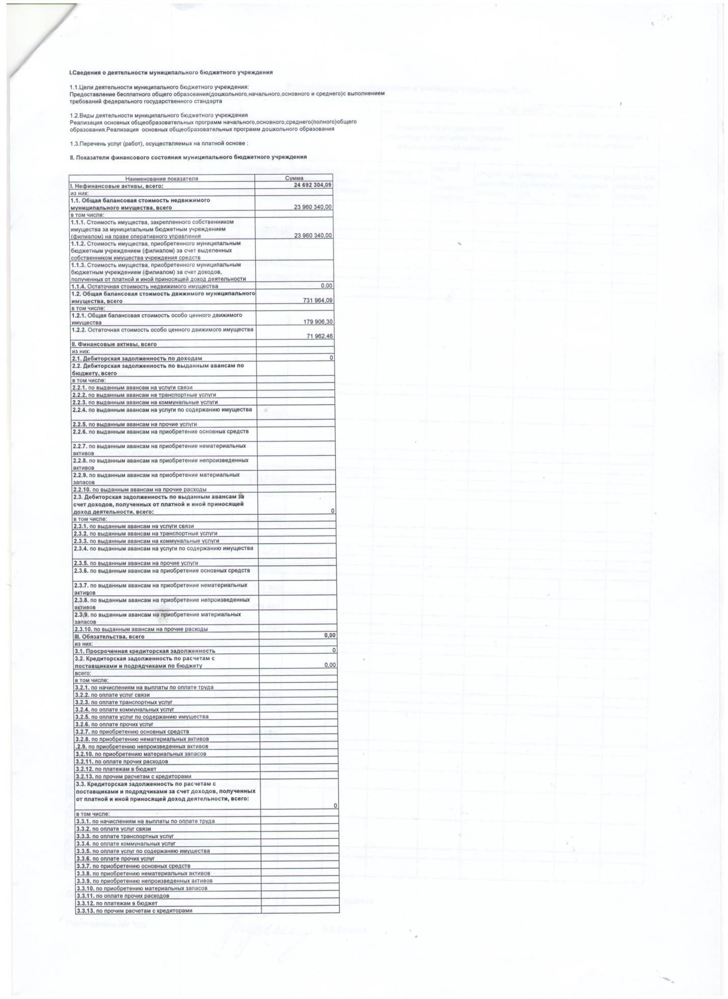 I.Сведения о деятельности муниципального бюджетного учреждения
1.1.Цели деятельности муниципального бюджетного учреждения:
Предоставление бесплатного общего образования(дошкольного,начального,основного и среднего)с выполнением
требований федерального государственного стандарта
1.2.Виды деятельности муниципального бюджетного учреждения
Реализация основных общеобразовательных программ начального,основного,среднего(полного)общего
образования.Реализация основных общеобразовательных программ дошкольного образования
1.3.Перечень услуг (работ), осуществляемых на платной основе :
II. Показатели финансового состояния муниципального бюджетного учреждения
Наименование показателя Сумма
I. Нефинансовые активы, всего: 24 692 304,09
из них:
1.1. Общая балансовая стоимость недвижимого
муниципального имущества, всего 23 960 340,00
в том числе:
1.1.1. Стоимость имущества, закрепленного собственником
имущества за муниципальным бюджетным учреждением
(филиалом) на праве оперативного управления 23 960 340,00
1.1.2. Стоимость имущества, приобретенного муниципальным
бюджетным учреждением (филиалом) за счет выделенных
собственником имущества учреждения средств
1.1.3. Стоимость имущества, приобретенного муниципальным
бюджетным учреждением (филиалом) за счет доходов,
полученных от платной и иной приносящей доход деятельности
1.1.4. Остаточная стоимость недвижимого имущества 0,00
1.2. Общая балансовая стоимость движимого муниципального
имущества, всего 731 964,09
в том числе:
1.2.1. Общая балансовая стоимость особо ценного движимого
имущества 179 906,30
1.2.2. Остаточная стоимость особо ценного движимого имущества
71 962,46
II. Финансовые активы, всего
из них:
2.1. Дебиторская задолженность по доходам 0
2.2. Дебиторская задолженность по выданным авансам по
бюджету, всего
в том числе:
2.2.1. по выданным авансам на услуги связи
2.2.2. по выданным авансам на транспортные услуги
2.2.3. по выданным авансам на коммунальные услуги
2.2.4. по выданным авансам на услуги по содержанию имущества
2.2.5. по выданным авансам на прочие услуги
2.2.6. по выданным авансам на приобретение основных средств
2.2.7. по выданным авансам на приобретение нематериальных
активов
2.2.8. по выданным авансам на приобретение непроизведенных
активов
2.2.9. по выданным авансам на приобретение материальных
запасов
2.2.10. по выданным авансам на прочие расходы
2.3. Дебиторская задолженность по выданным авансам за
счет доходов, полученных от платной и иной приносящей
доход деятельности, всего: 0
в том числе:
2.3.1. по выданным авансам на услуги связи
2.3.2. по выданным авансам на транспортные услуги
2.3.3. по выданным авансам на коммунальные услуги
2.3.4. по выданным авансам на услуги по содержанию имущества
2.3.5. по выданным авансам на прочие услуги
2.3.6. по выданным авансам на приобретение основных средств
2.3.7. по выданным авансам на приобретение нематериальных
активов
2.3.8. по выданным авансам на приобретение непроизведенных
активов
2.3.9. по выданным авансам на приобретение материальных
запасов
2.3.10. по выданным авансам на прочие расходы
III. Обязательства, всего 0,00
из них:
3.1. Просроченная кредиторская задолженность 0
3.2. Кредиторская задолженность по расчетам с
поставщиками и подрядчиками по бюджету 0,00
всего:
в том числе:
3.2.1. по начислениям на выплаты по оплате труда
3.2.2. по оплате услуг связи
3.2.3. по оплате транспортных услуг
3.2.4. по оплате коммунальных услуг
3.2.5. по оплате услуг по содержанию имущества
3.2.6. по оплате прочих услуг
3.2.7. по приобретению основных средств
3.2.8. по приобретению нематериальных активов
.2.9. по приобретению непроизведенных активов
3.2.10. по приобретению материальных запасов
3.2.11. по оплате прочих расходов
3.2.12. по платежам в бюджет
3.2.13. по прочим расчетам с кредиторами
3.3. Кредиторская задолженность по расчетам с
поставщиками и подрядчиками за счет доходов, полученных
от платной и иной приносящей доход деятельности, всего:
0
в том числе:
3.3.1. по начислениям на выплаты по оплате труда
3.3.2. по оплате услуг связи
3.3.3. по оплате транспортных услуг
3.3.4. по оплате коммунальных услуг
3.3.5. по оплате услуг по содержанию имущества
3.3.6. по оплате прочих услуг
3.3.7. по приобретению основных средств
3.3.8. по приобретению нематериальных активов
3.3.9. по приобретению непроизведенных активов
3.3.10. по приобретению материальных запасов
3.3.11. по оплате прочих расходов
3.3.12. по платежам в бюджет
3.3.13. по прочим расчетам с кредиторами